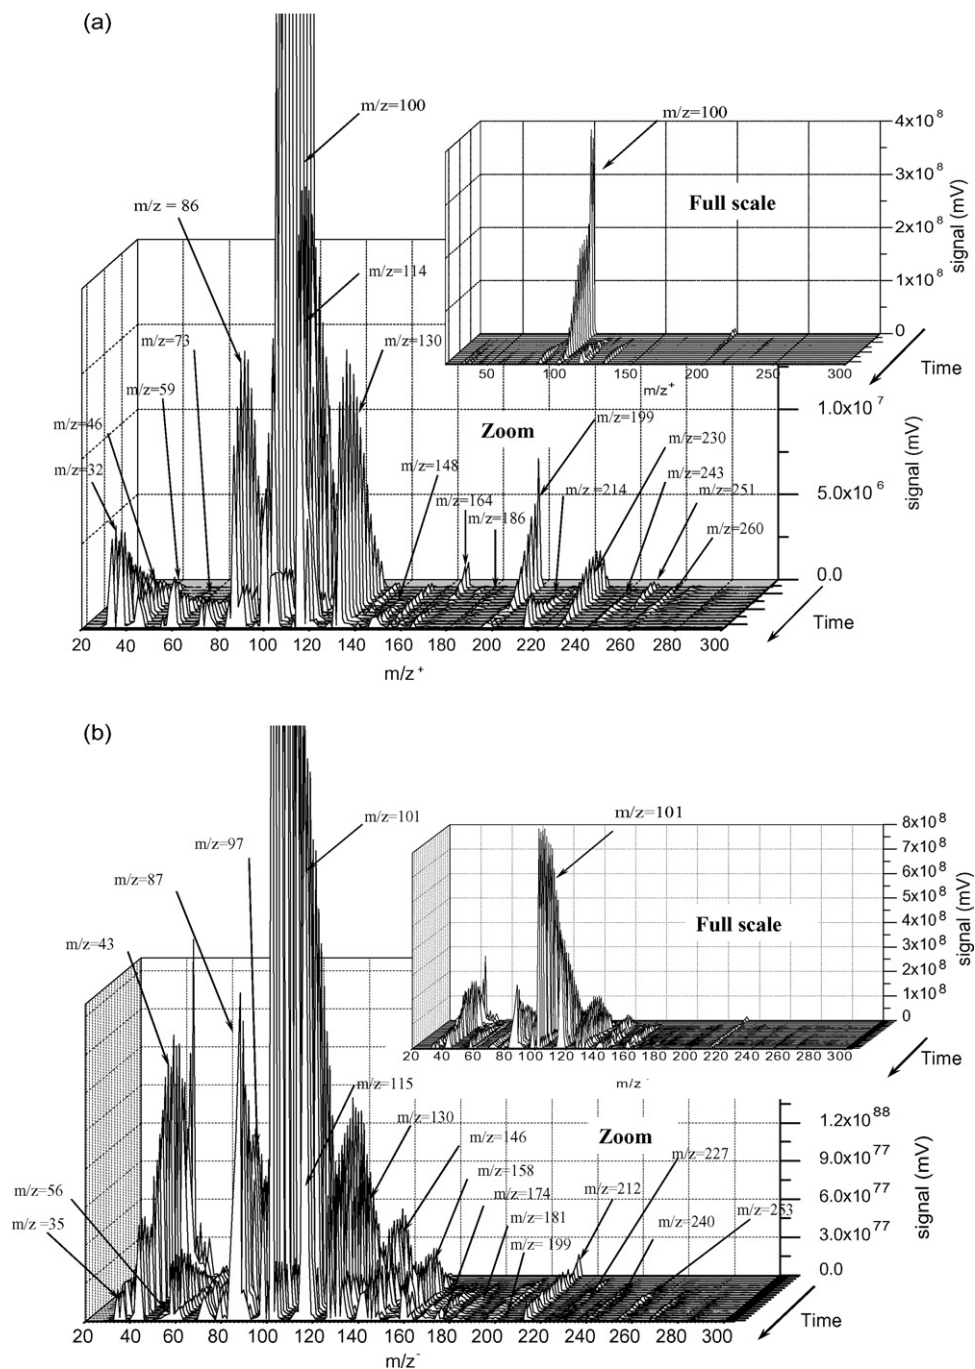 (a)
m/z=100
m/z=100
4x10⁸
3x10⁸
2x10⁸
1x10⁸
0
signal (mV)
Full scale
50 100 150 200 250 300
m/z⁺
Time
m/z = 86
m/z=114
m/z=73
m/z=130
m/z=59
m/z=46
m/z=32
Zoom
m/z=199
m/z=148
m/z=230
m/z=164
m/z=243
m/z=214
m/z=251
m/z=186
m/z=260
1.0x10⁷
5.0x10⁶
0.0
signal (mV)
Time
20 40 60 80 100 120 140 160 180 200 220 240 260 280 300
m/z⁺
(b)
m/z=101
m/z=101
8x10⁸
7x10⁸
6x10⁸
5x10⁸
4x10⁸
3x10⁸
2x10⁸
1x10⁸
0
signal (mV)
Full scale
20 40 60 80 100 120 140 160 180 200 220 240 260 280 300
m/z⁻
Time
m/z=97
m/z=87
m/z=43
m/z=115
m/z=130
Zoom
m/z=146
m/z=227
m/z=158
m/z=56
m/z=174
m/z=212
m/z =35
m/z=181
m/z=240
m/z=253
m/z= 199
1.2x10⁸⁸
9.0x10⁷⁷
6.0x10⁷⁷
3.0x10⁷⁷
0.0
signal (mV)
Time
20 40 60 80 100 120 140 160 180 200 220 240 260 280 300
m/z⁻